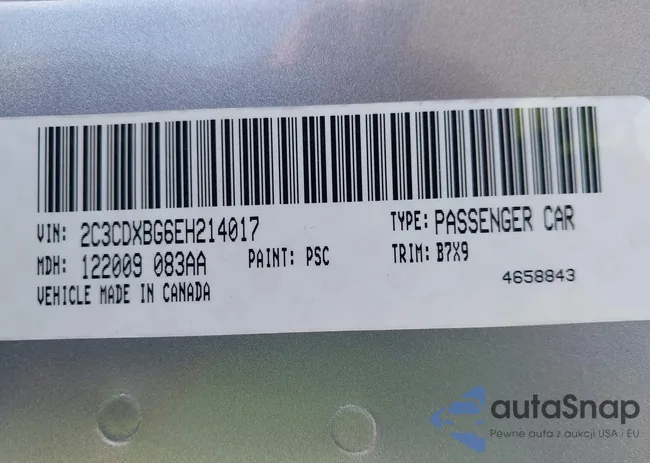 VIN: 2C3CDXBG6EH214017 TYPE: PASSENGER CAR
MDH: 122009 083AA PAINT: PSC TRIM: B7X9
VEHICLE MADE IN CANADA 4658843
autaSnap
Pewne auta z aukcji USA i EU